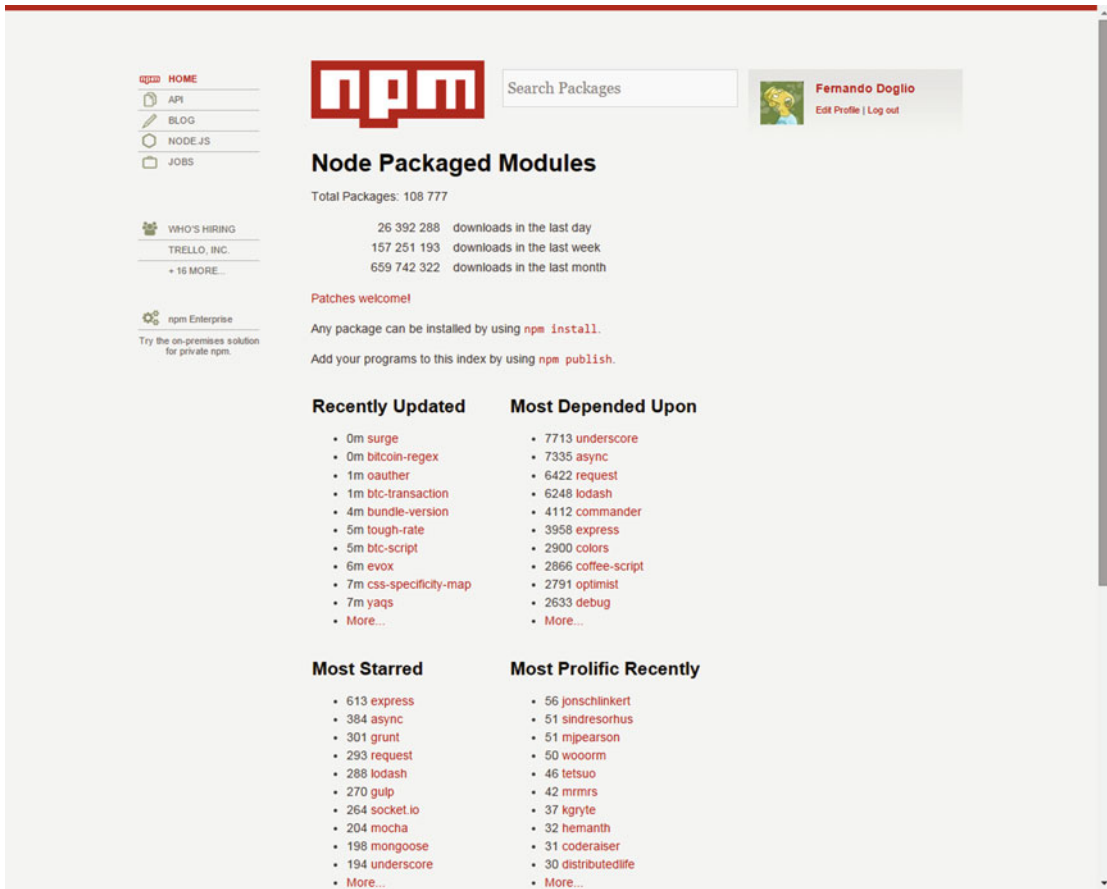 npm HOME
API
BLOG
NODE.JS
JOBS
WHO'S HIRING
TRELLO, INC.
+ 16 MORE...
npm Enterprise
Try the on-premises solution
for private npm.
npm
Search Packages
Fernando Doglio
Edit Profile | Log out
Node Packaged Modules
Total Packages: 108 777
26 392 288 downloads in the last day
157 251 193 downloads in the last week
659 742 322 downloads in the last month
Patches welcome!
Any package can be installed by using npm install.
Add your programs to this index by using npm publish.
Recently Updated
• 0m surge
• 0m bitcoin-regex
• 1m oauther
• 1m btc-transaction
• 4m bundle-version
• 5m tough-rate
• 5m btc-script
• 6m evox
• 7m css-specificity-map
• 7m yaqs
• More...
Most Depended Upon
• 7713 underscore
• 7335 async
• 6422 request
• 6248 lodash
• 4112 commander
• 3958 express
• 2900 colors
• 2866 coffee-script
• 2791 optimist
• 2633 debug
• More...
Most Starred
• 613 express
• 384 async
• 301 grunt
• 293 request
• 288 lodash
• 270 gulp
• 264 socket.io
• 204 mocha
• 198 mongoose
• 194 underscore
• More...
Most Prolific Recently
• 56 jonschlinkert
• 51 sindresorhus
• 51 mjpearson
• 50 wooorm
• 46 tetsuo
• 42 mrmrs
• 37 kgryte
• 32 hemanth
• 31 coderaiser
• 30 distributedlife
• More...